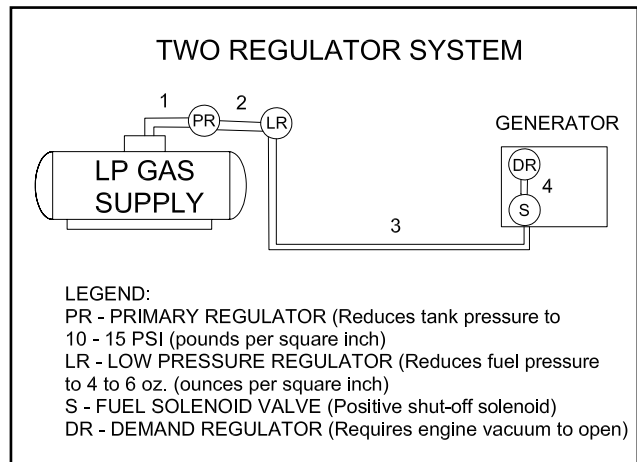 TWO REGULATOR SYSTEM
1
2
PR
LR
GENERATOR
LP GAS
SUPPLY
DR
4
S
3
LEGEND:
PR - PRIMARY REGULATOR (Reduces tank pressure to
10 - 15 PSI (pounds per square inch)
LR - LOW PRESSURE REGULATOR (Reduces fuel pressure
to 4 to 6 oz. (ounces per square inch)
S - FUEL SOLENOID VALVE (Positive shut-off solenoid)
DR - DEMAND REGULATOR (Requires engine vacuum to open)